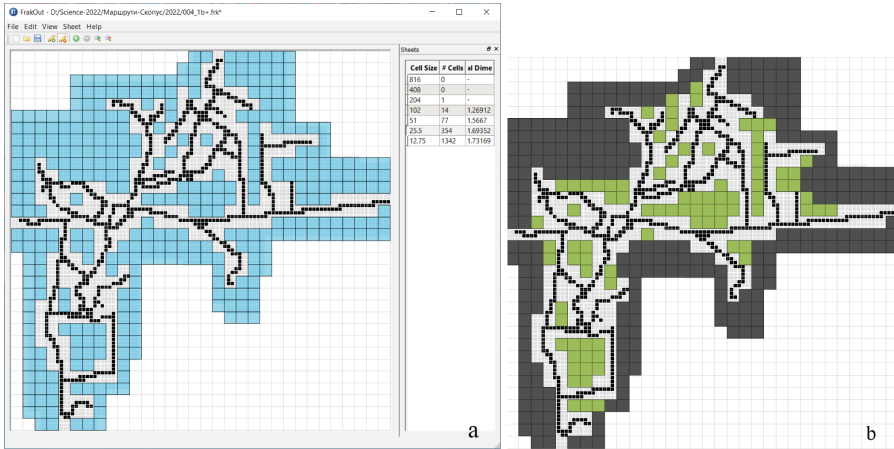 FrakOut - D:/Science-2022/Маршрути-Скопус/2022/004_1b+.frk*
File Edit View Sheet Help
Sheets
Cell Size # Cells al Dime
816 0 -
408 0 -
204 1 -
102 14 1.26912
51 77 1.5667
25.5 354 1.69352
12.75 1342 1.73169
a
b